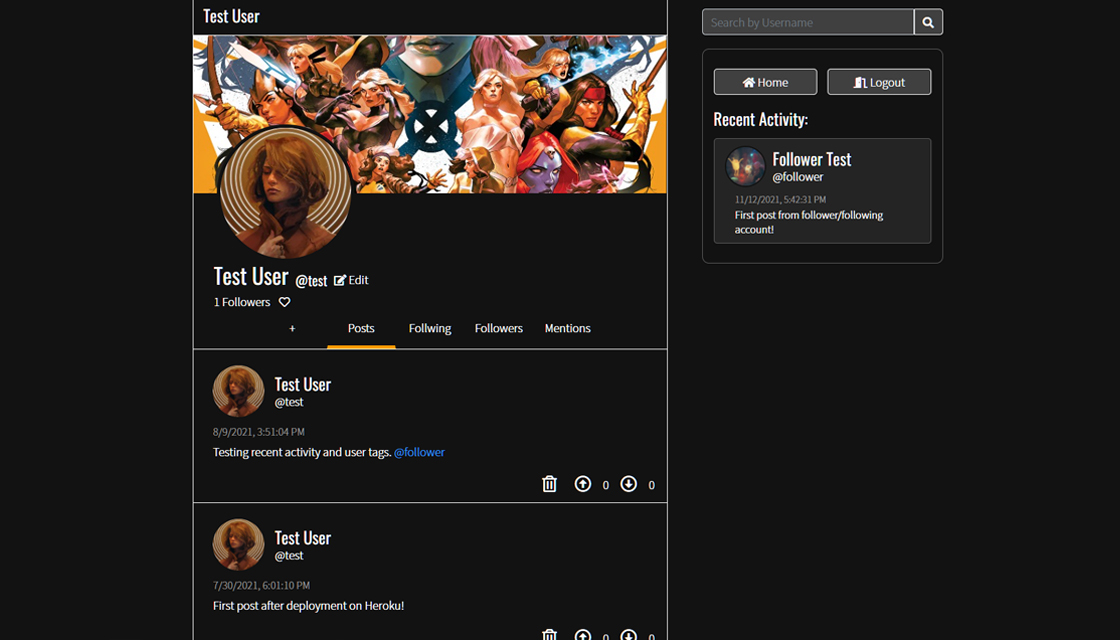 Test User
Test User @test Edit
1 Followers
+ Posts Follwing Followers Mentions
Test User
@test
8/9/2021, 3:51:04 PM
Testing recent activity and user tags. @follower
0 0
Test User
@test
7/30/2021, 6:01:10 PM
First post after deployment on Heroku!
0 0
Search by Username
Home Logout
Recent Activity:
Follower Test
@follower
11/12/2021, 5:42:31 PM
First post from follower/following
account!